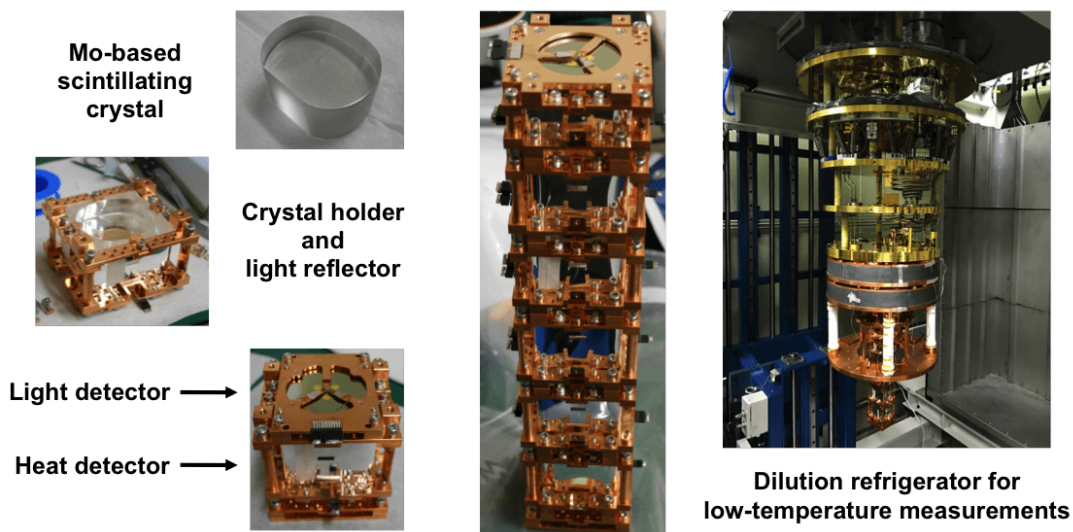 Mo-based
scintillating
crystal
Crystal holder
and
light reflector
Light detector
Heat detector
Dilution refrigerator for
low-temperature measurements